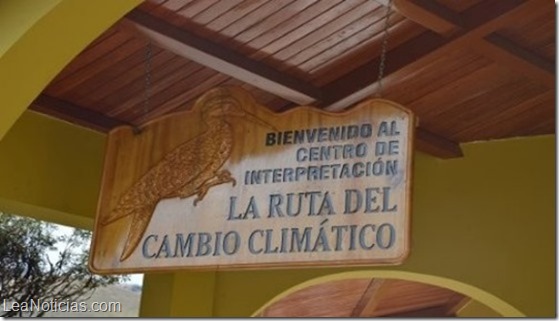 BIENVENIDO AL
CENTRO DE
INTERPRETACIÓN
LA RUTA DEL
CAMBIO CLIMÁTICO
LeaNoticias.com